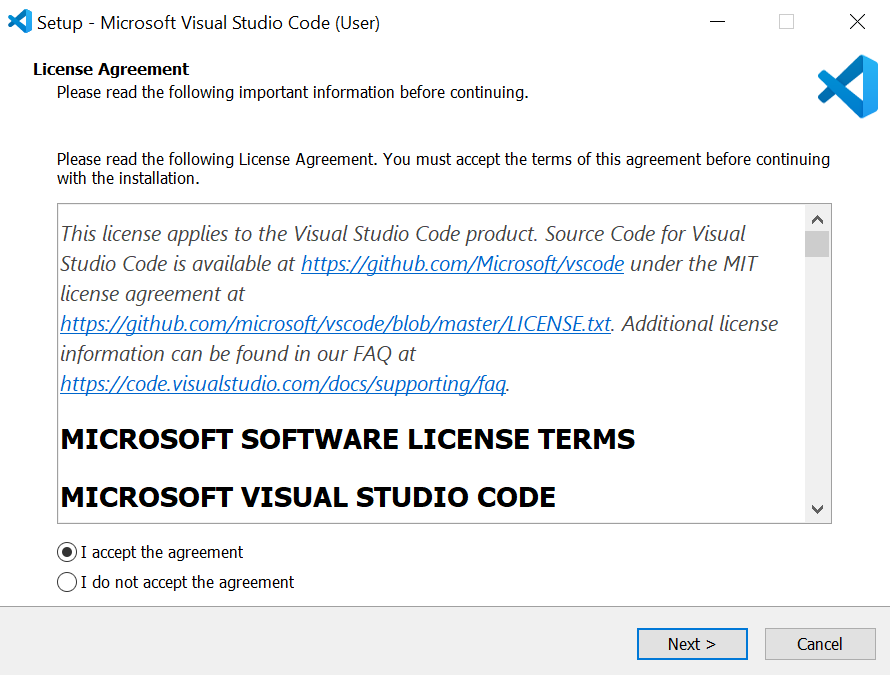 Setup - Microsoft Visual Studio Code (User)
License Agreement
Please read the following important information before continuing.
Please read the following License Agreement. You must accept the terms of this agreement before continuing
with the installation.
This license applies to the Visual Studio Code product. Source Code for Visual
Studio Code is available at https://github.com/Microsoft/vscode under the MIT
license agreement at
https://github.com/microsoft/vscode/blob/master/LICENSE.txt. Additional license
information can be found in our FAQ at
https://code.visualstudio.com/docs/supporting/faq.
MICROSOFT SOFTWARE LICENSE TERMS
MICROSOFT VISUAL STUDIO CODE
I accept the agreement
I do not accept the agreement
Next >
Cancel